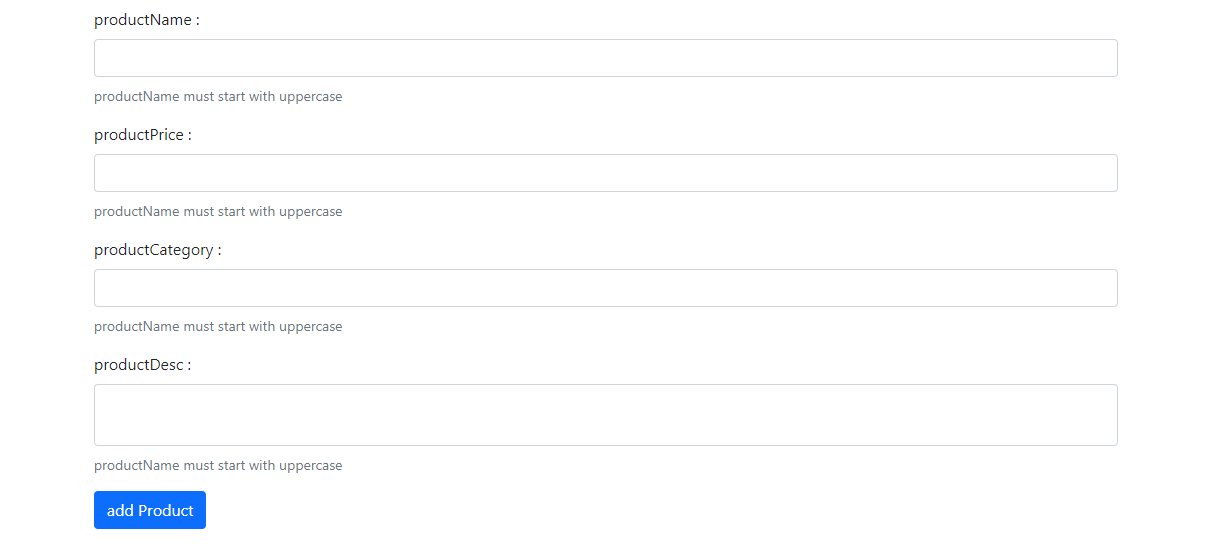 productName :
productName must start with uppercase
productPrice :
productName must start with uppercase
productCategory :
productName must start with uppercase
productDesc :
productName must start with uppercase
add Product